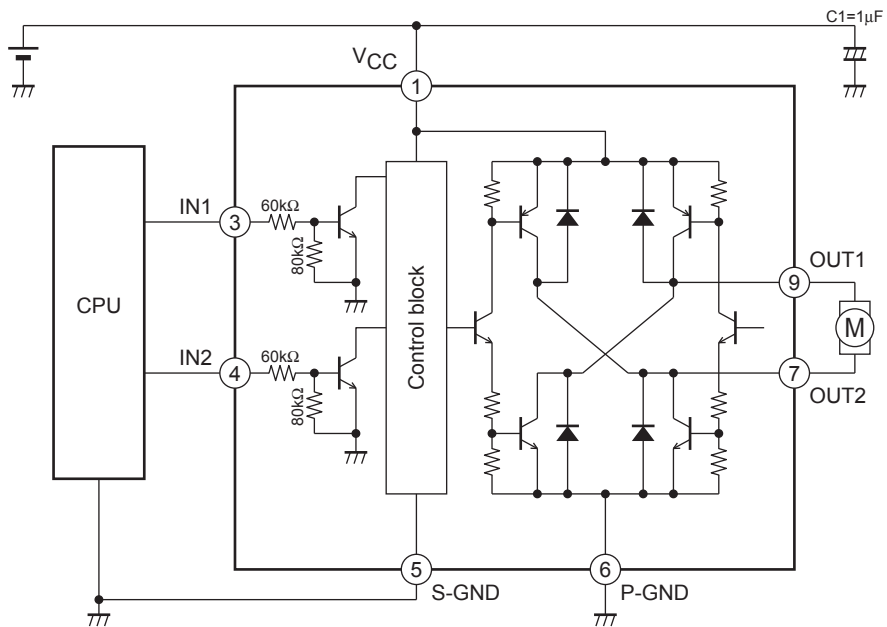 C1=1μF
VCC
1
IN1
3
60kΩ
80kΩ
CPU
Control block
9
OUT1
M
IN2
4
60kΩ
80kΩ
7
OUT2
5
S-GND
6
P-GND